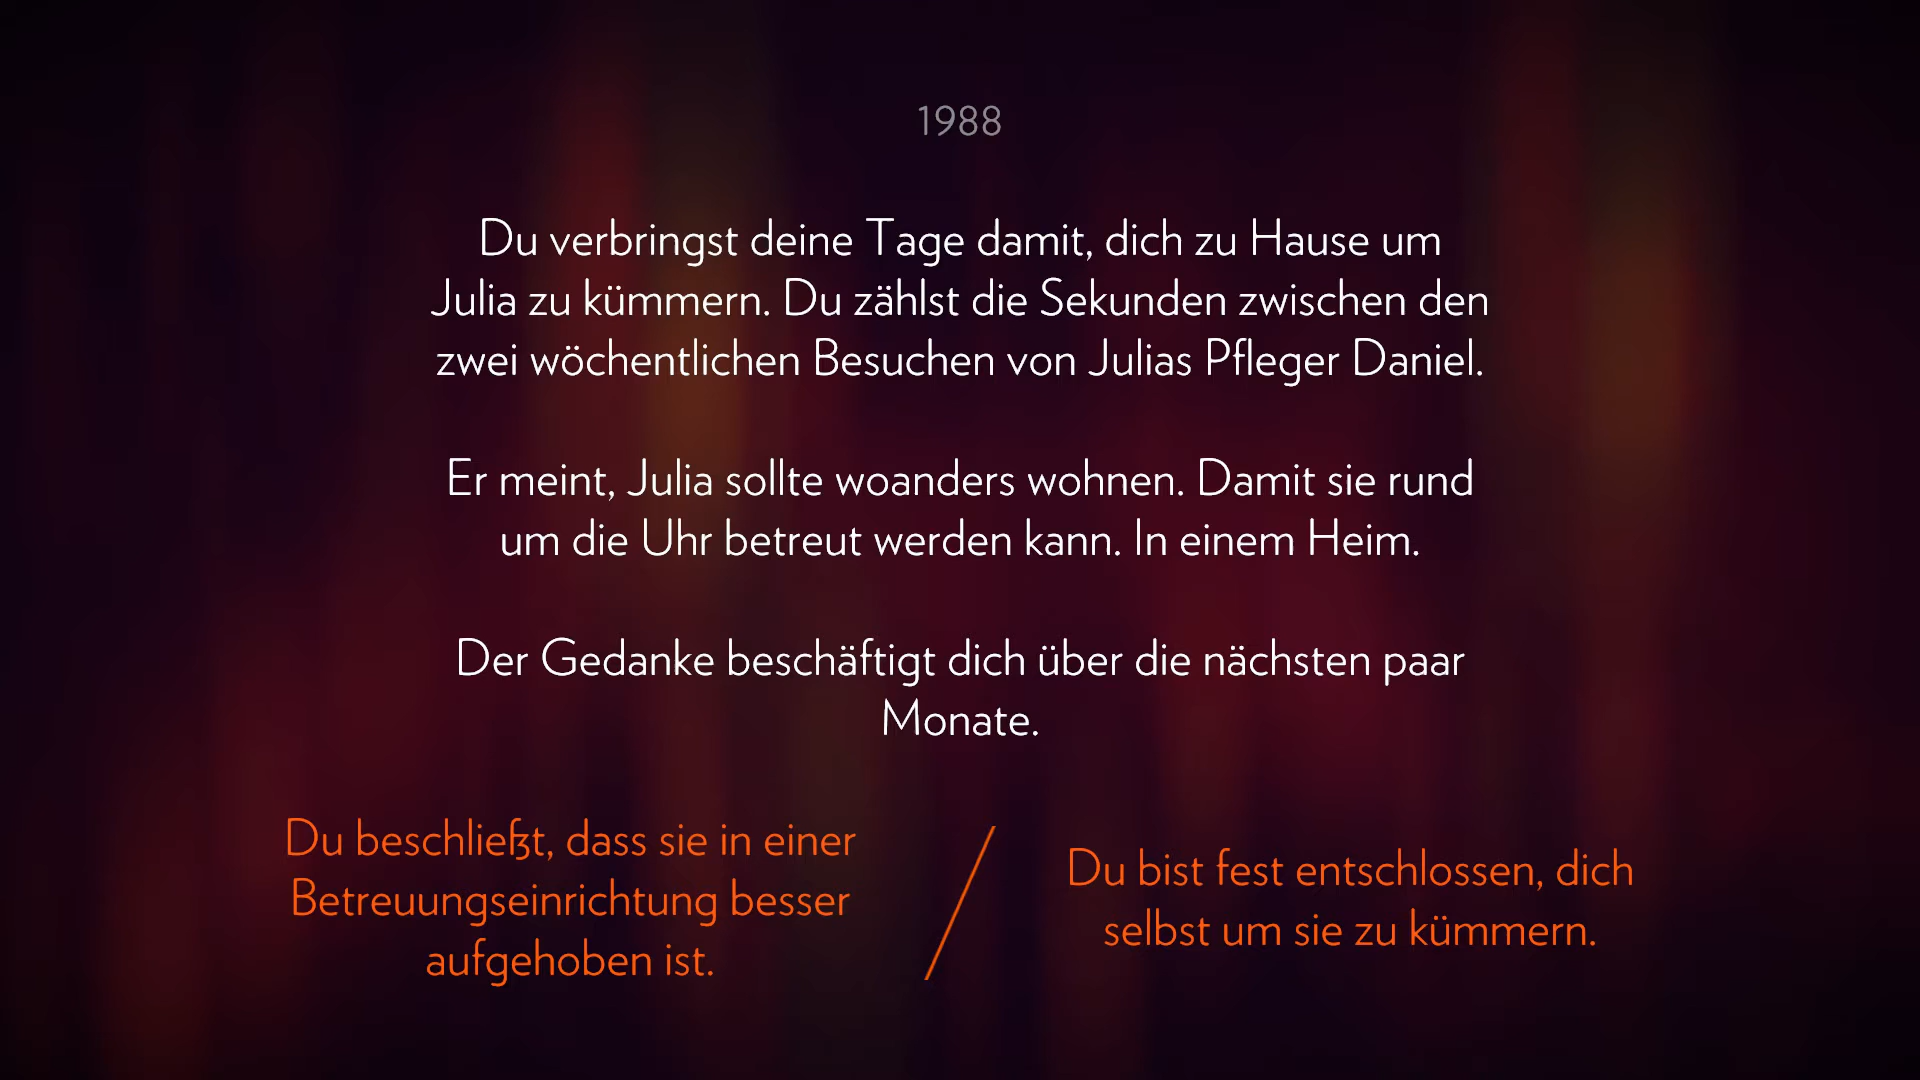 1988
Du verbringst deine Tage damit, dich zu Hause um
Julia zu kümmern. Du zählst die Sekunden zwischen den
zwei wöchentlichen Besuchen von Julias Pfleger Daniel.
Er meint, Julia sollte woanders wohnen. Damit sie rund
um die Uhr betreut werden kann. In einem Heim.
Der Gedanke beschäftigt dich über die nächsten paar
Monate.
Du beschließt, dass sie in einer
Betreuungseinrichtung besser
aufgehoben ist.
Du bist fest entschlossen, dich
selbst um sie zu kümmern.